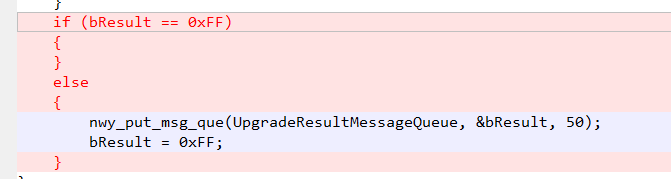 }
if (bResult == 0xFF)
{
}
else
{
nwy_put_msg_que(UpgradeResultMessageQueue, &bResult, 50);
bResult = 0xFF;
}
}